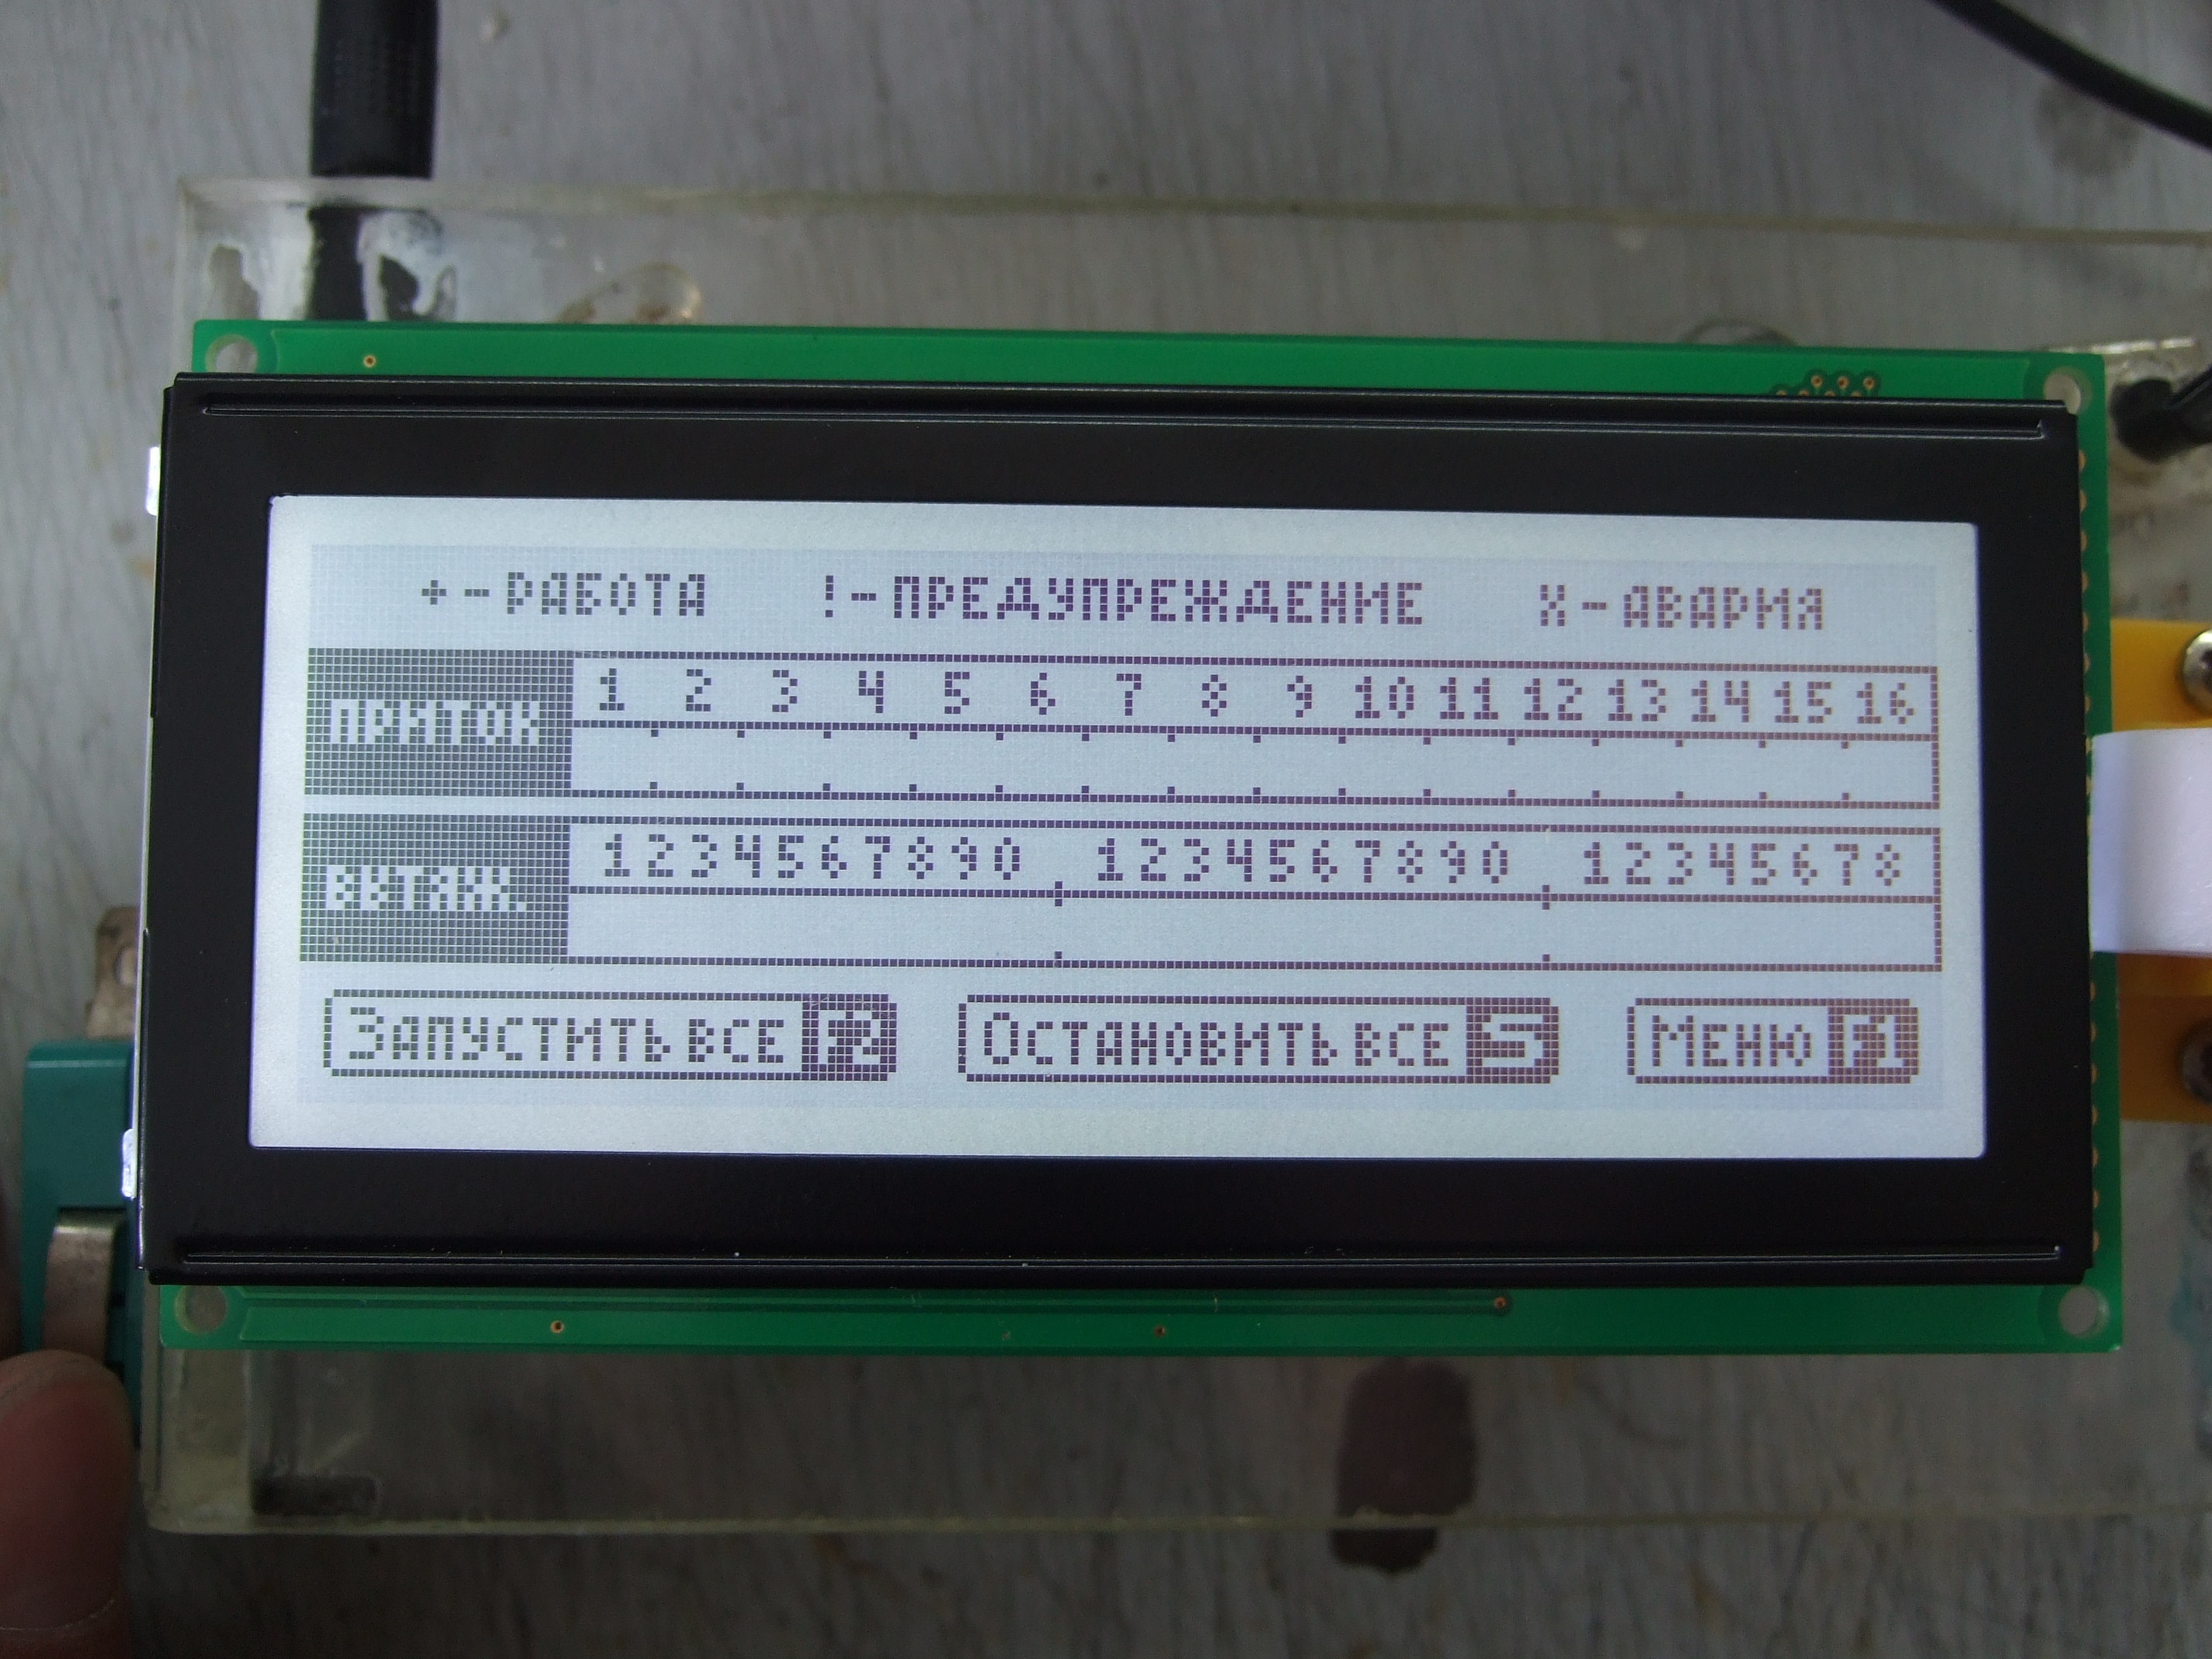 +-РАБОТА !-ПРЕДУПРЕЖДЕНИЕ X-АВАРИЯ
ПРИТОК 1 2 3 4 5 6 7 8 9 10 11 12 13 14 15 16
ВЫТЯЖ. 1234567890 1234567890 12345678
ЗАПУСТИТЬ ВСЕ F2 ОСТАНОВИТЬ ВСЕ S МЕНЮ F1